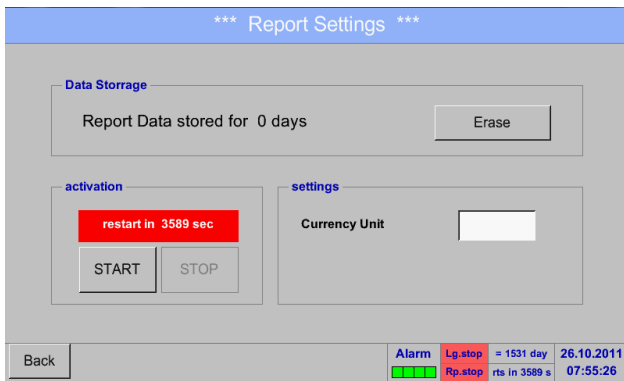 *** Report Settings ***
Data Storrage
Report Data stored for 0 days
Erase
activation
restart in 3589 sec
START
STOP
settings
Currency Unit
Back
Alarm
Lg.stop
= 1531 day
26.10.2011
Rp.stop
rts in 3589 s
07:55:26